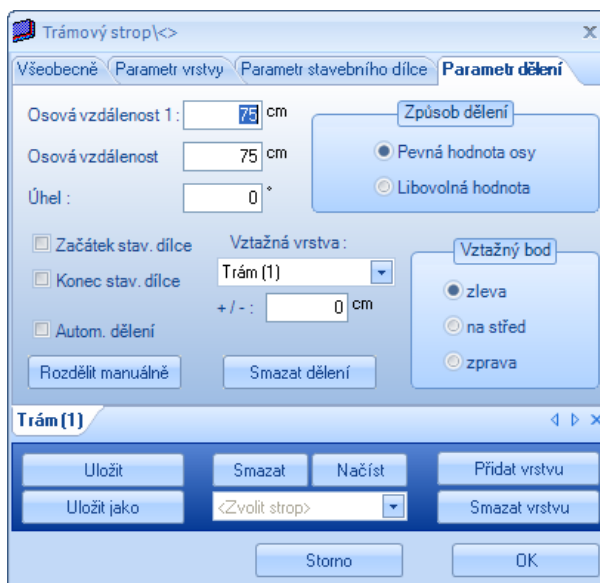 Trámový strop\<>
Všeobecně Parametr vrstvy Parametr stavebního dílce Parametr dělení
Osová vzdálenost 1 : 75 cm
Způsob dělení
Osová vzdálenost 75 cm
Pevná hodnota osy
Úhel : 0 °
Libovolná hodnota
Začátek stav. dílce
Vztažná vrstva :
Vztažný bod
Konec stav. dílce
Trám (1)
zleva
+ / - : 0 cm
na střed
Autom. dělení
zprava
Rozdělit manuálně Smazat dělení
Trám (1)
Uložit Smazat Načíst Přidat vrstvu
Uložit jako <Zvolit strop> Smazat vrstvu
Storno OK